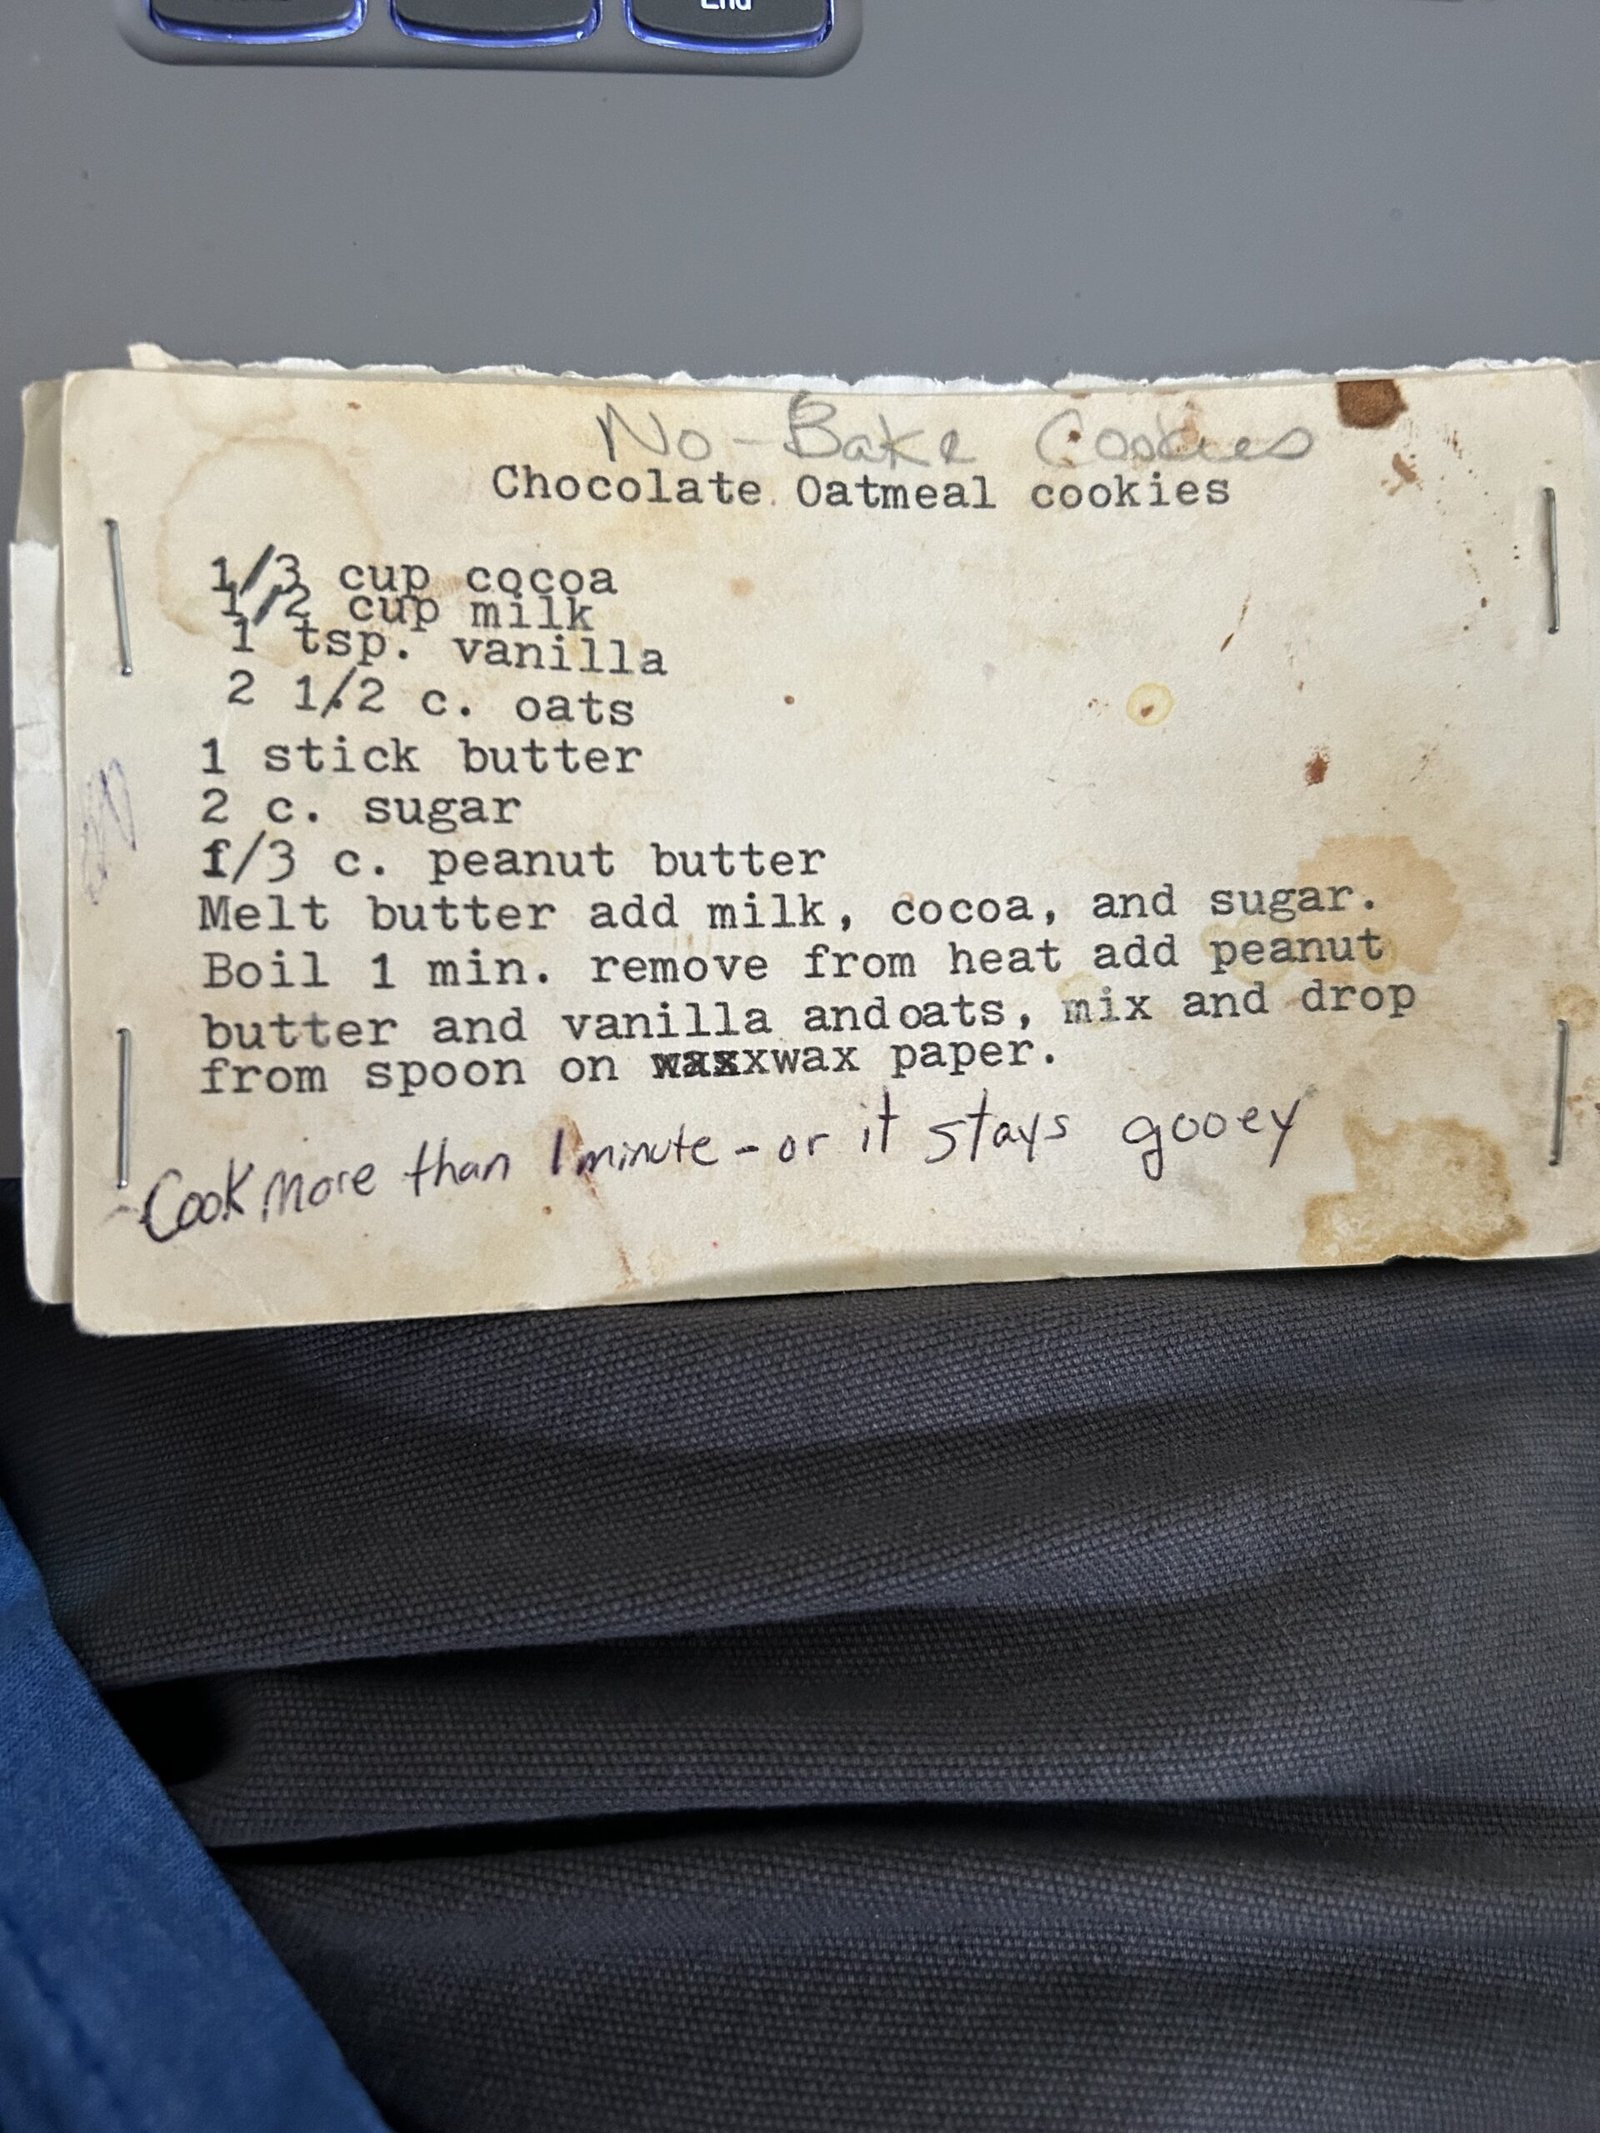 End
No-Bake Cookies
Chocolate Oatmeal cookies
1/3 cup cocoa
1/2 cup milk
1 tsp. vanilla
2 1/2 c. oats
1 stick butter
2 c. sugar
1/3 c. peanut butter
Melt butter add milk, cocoa, and sugar.
Boil 1 min. remove from heat add peanut
butter and vanilla andoats, mix and drop
from spoon on wax paper.
Cook more than 1 minute - or it stays gooey